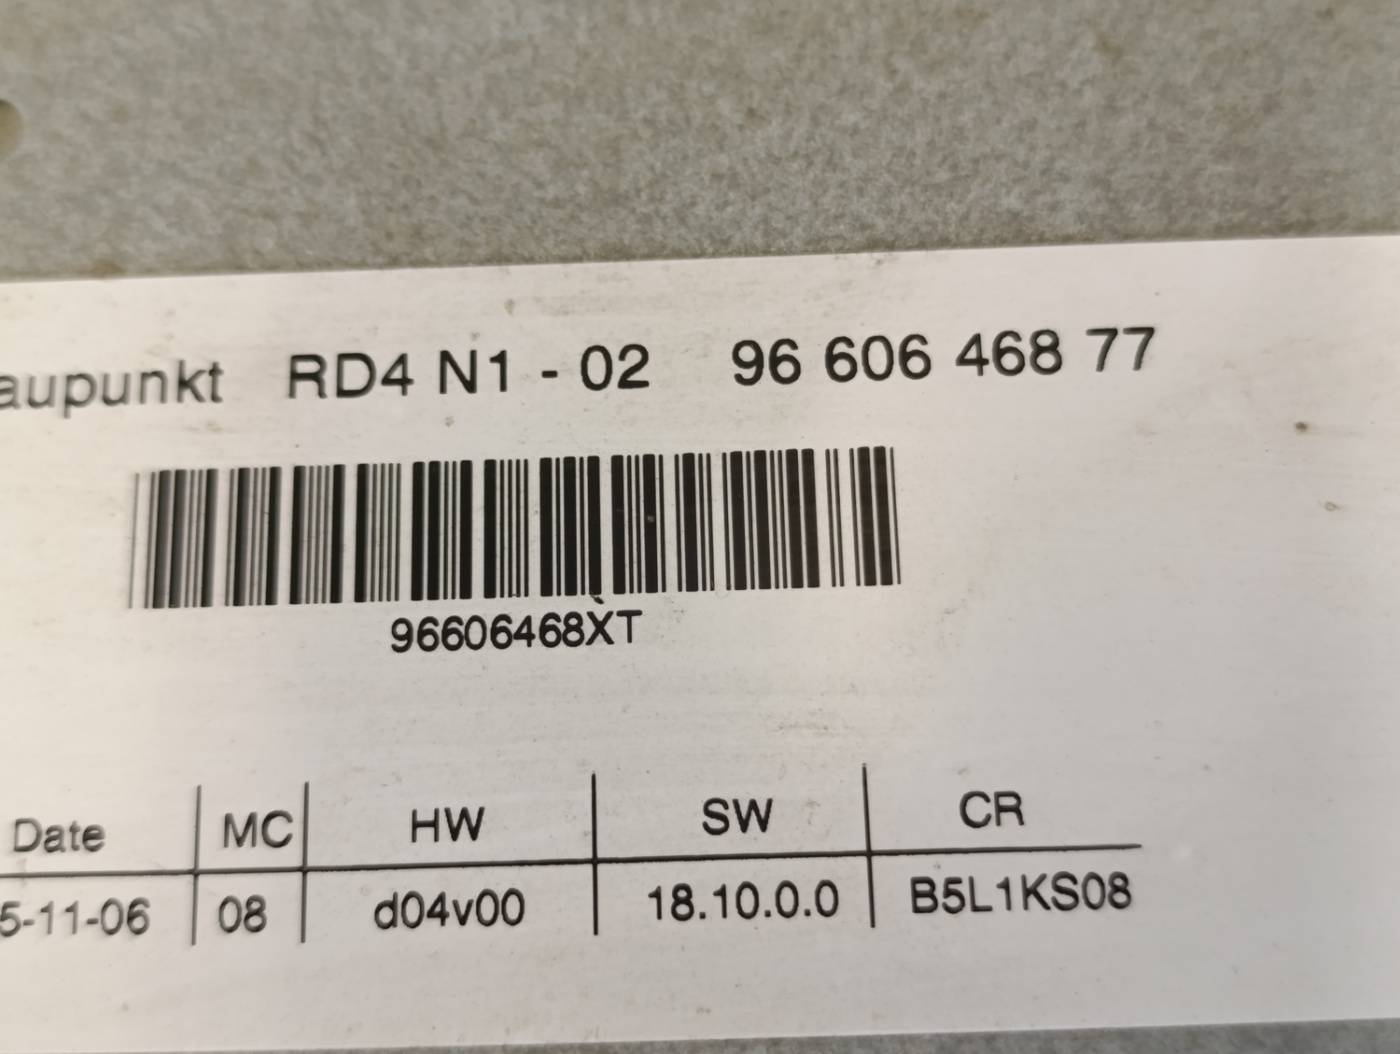 aupunkt RD4 N1 - 02 96 606 468 77
96606468XT
Date MC HW SW CR
5-11-06 08 d04v00 18.10.0.0 B5L1KS08